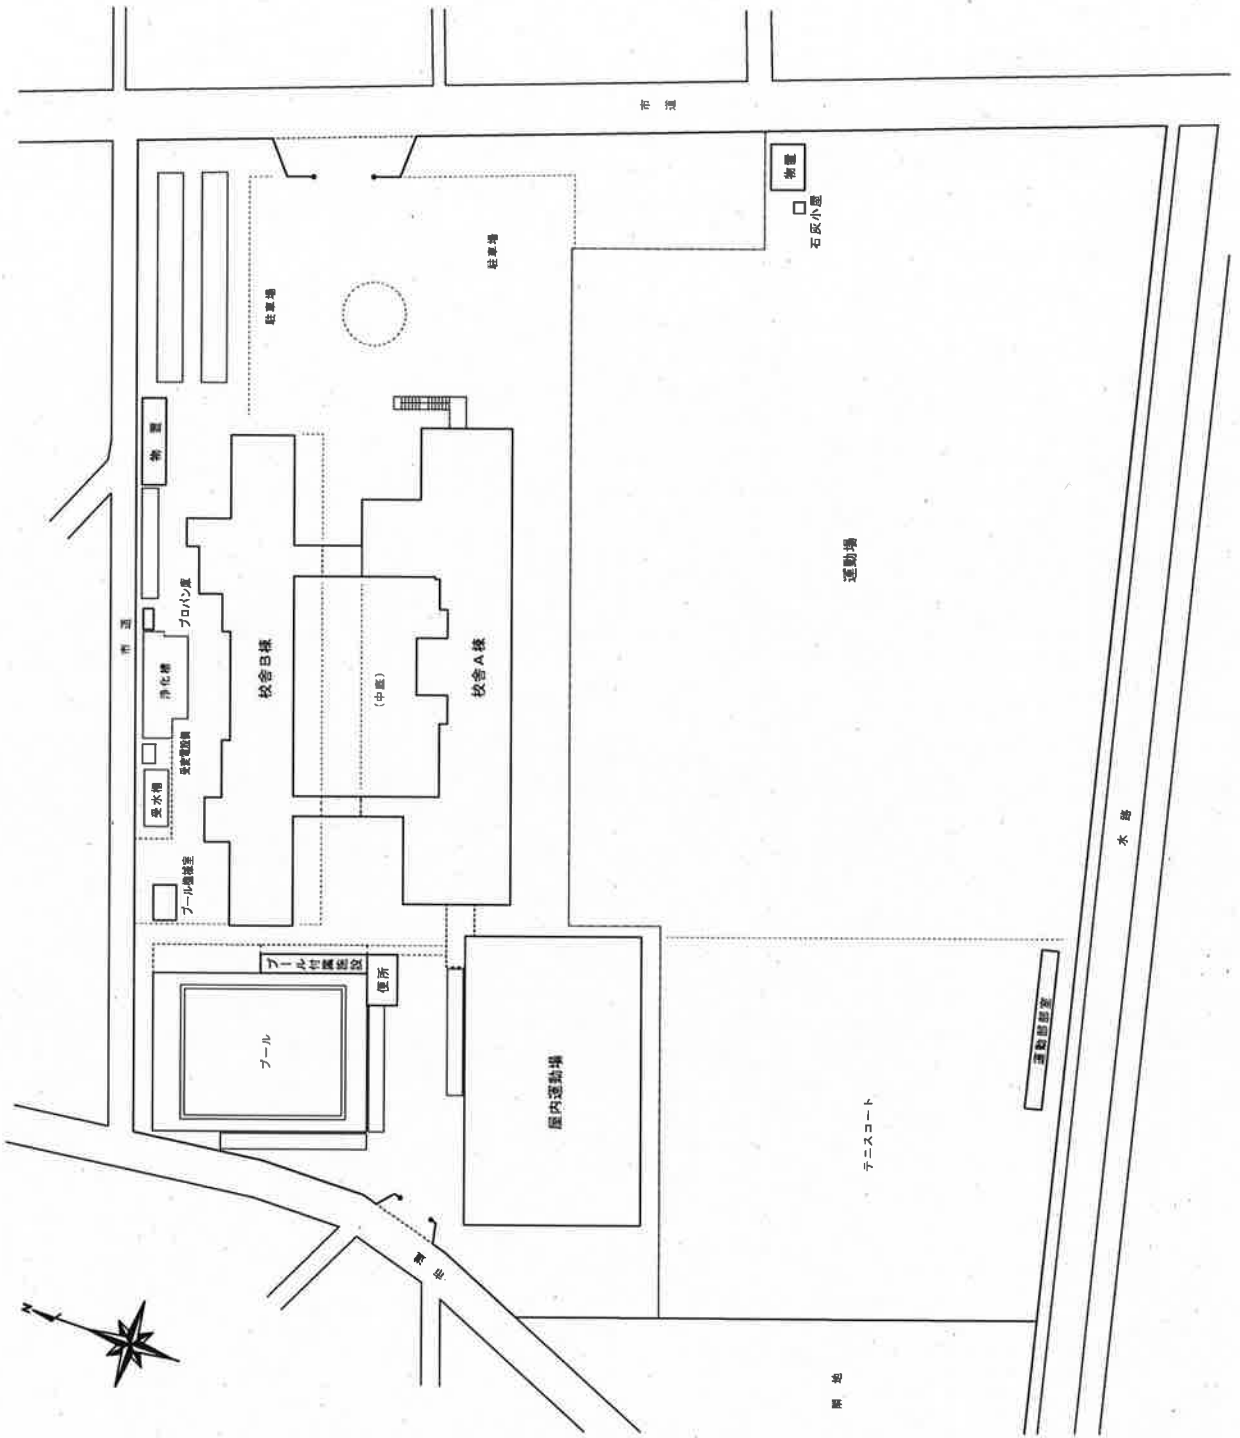 市道
物置
石灰小屋
駐車場
駐車場
物置
プロパン庫
市道
浄化槽
受変電設備
受水槽
プール機械室
校舎B棟
(中庭)
校舎A棟
運動場
水路
プール付属施設
便所
プール
屋内運動場
運動部部室
テニスコート
市道
隣地
N